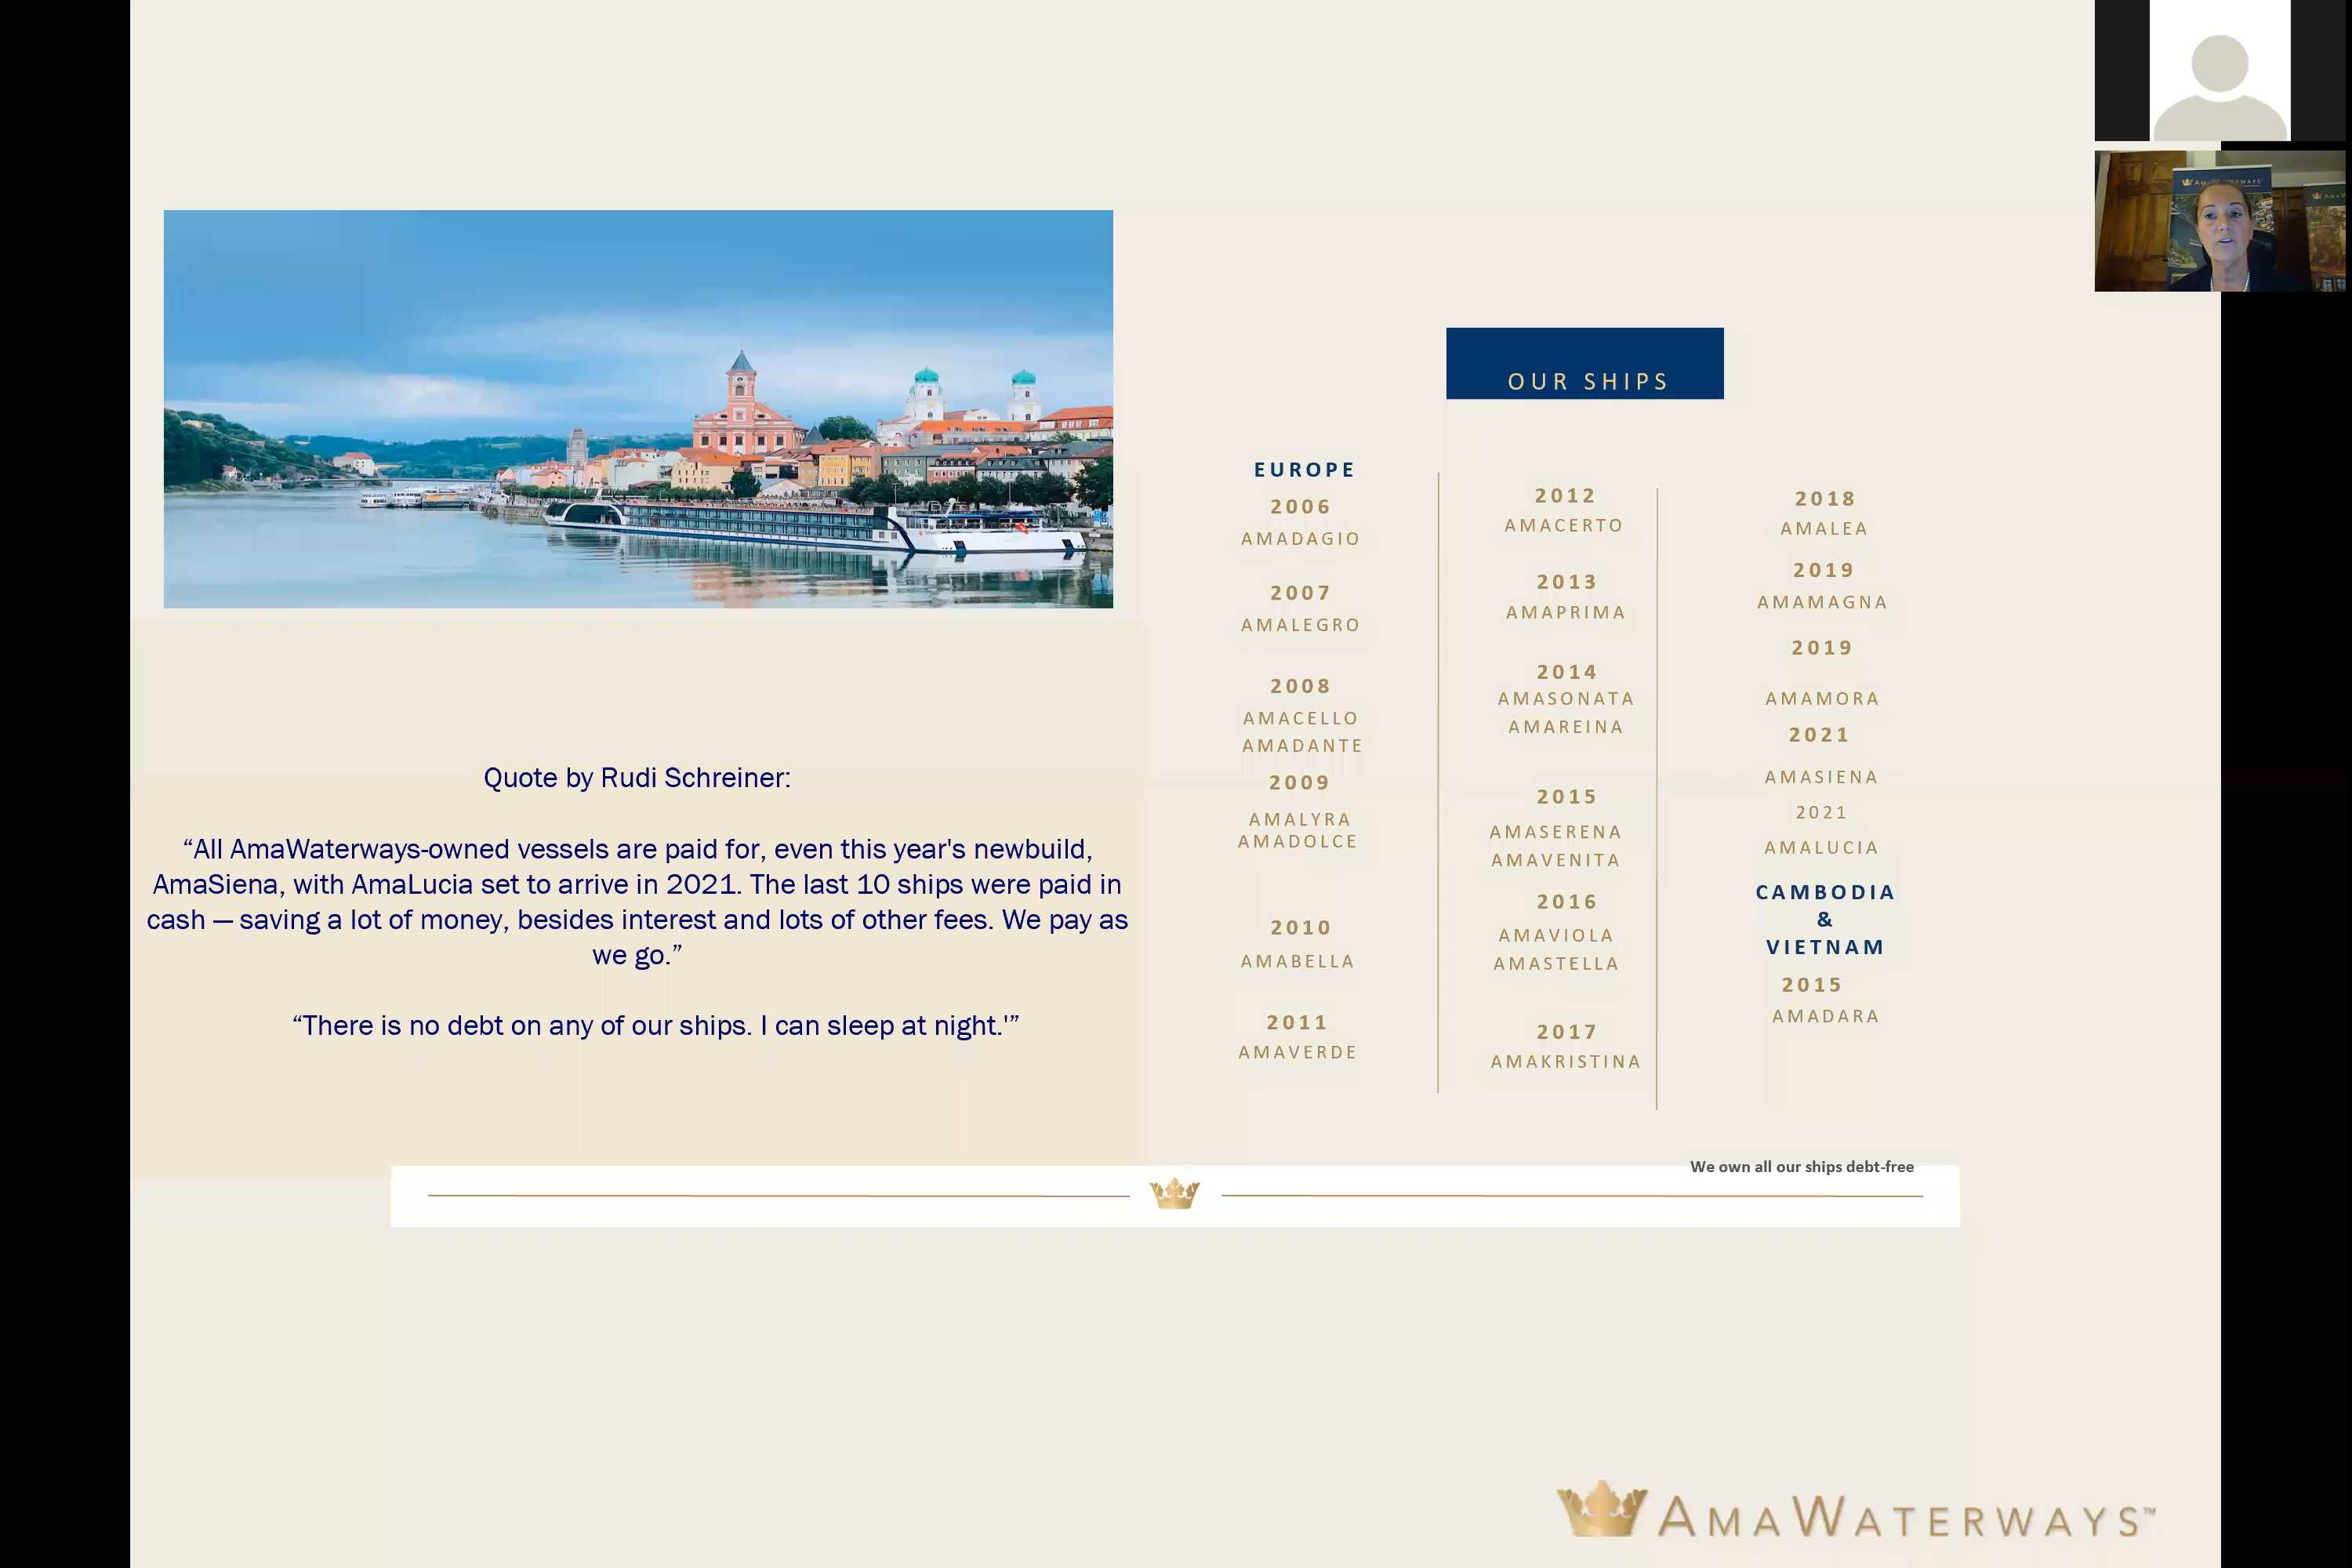 AMAWATERWAYS
Quote by Rudi Schreiner:
“All AmaWaterways-owned vessels are paid for, even this year's newbuild,
AmaSiena, with AmaLucia set to arrive in 2021. The last 10 ships were paid in
cash — saving a lot of money, besides interest and lots of other fees. We pay as
we go.”
“There is no debt on any of our ships. I can sleep at night.'”
OUR SHIPS
EUROPE
2006
AMADAGIO
2007
AMALEGRO
2008
AMACELLO
AMADANTE
2009
AMALYRA
AMADOLCE
2010
AMABELLA
2011
AMAVERDE
2012
AMACERTO
2013
AMAPRIMA
2014
AMASONATA
AMAREINA
2015
AMASERENA
AMAVENITA
2016
AMAVIOLA
AMASTELLA
2017
AMAKRISTINA
2018
AMALEA
2019
AMAMAGNA
2019
AMAMORA
2021
AMASIENA
2021
AMALUCIA
CAMBODIA
&
VIETNAM
2015
AMADARA
We own all our ships debt-free
AMAWATERWAYS™